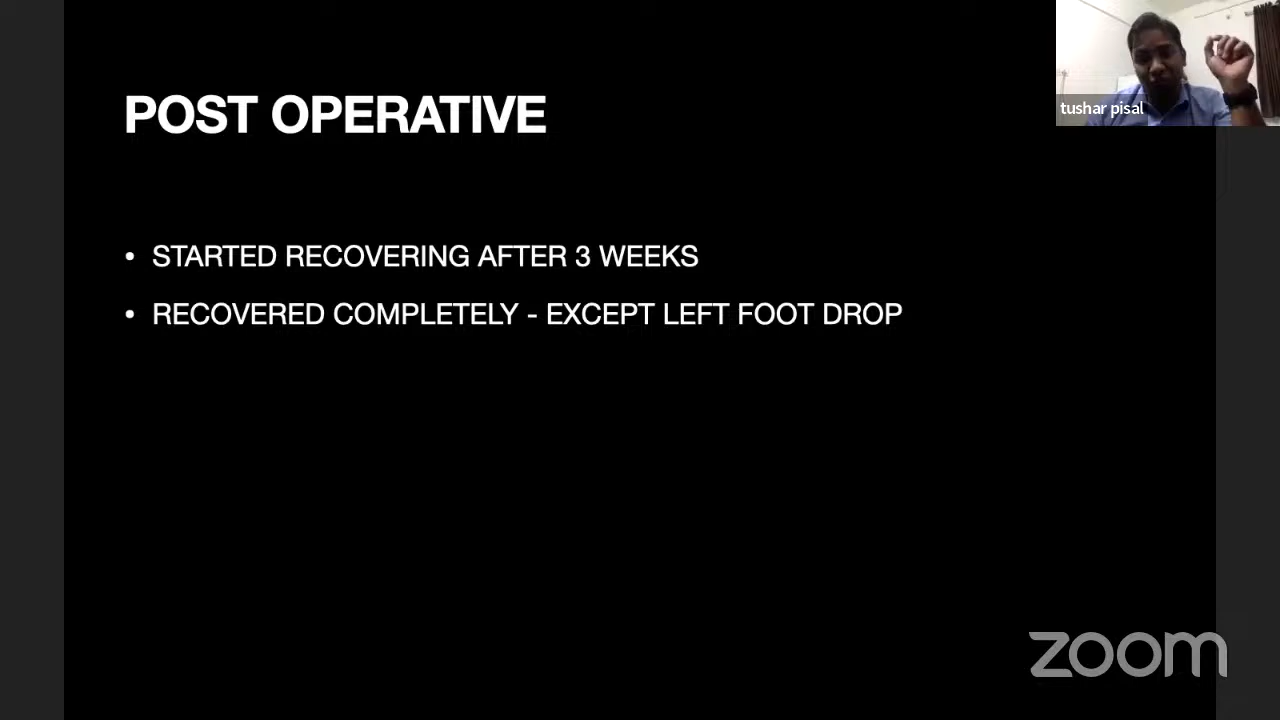 POST OPERATIVE
tushar pisal
• STARTED RECOVERING AFTER 3 WEEKS
• RECOVERED COMPLETELY - EXCEPT LEFT FOOT DROP
zoom